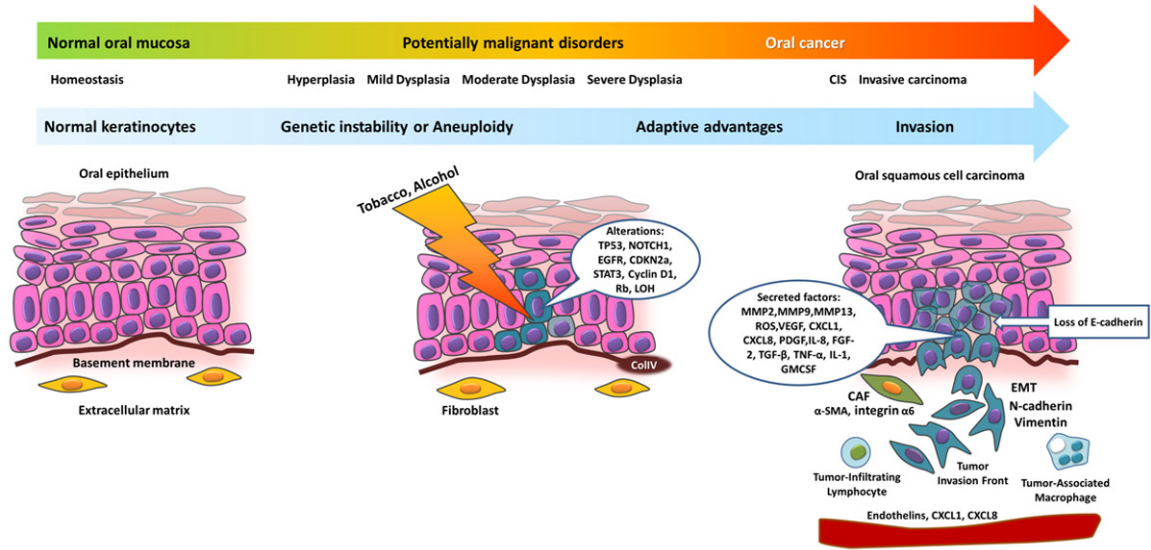 Normal oral mucosa
Potentially malignant disorders
Oral cancer
Homeostasis
Hyperplasia
Mild Dysplasia
Moderate Dysplasia
Severe Dysplasia
CIS
Invasive carcinoma
Normal keratinocytes
Genetic instability or Aneuploidy
Adaptive advantages
Invasion
Oral epithelium
Basement membrane
Extracellular matrix
Tobacco, Alcohol
Alterations:
TP53, NOTCH1,
EGFR, CDKN2a,
STAT3, Cyclin D1,
Rb, LOH
ColIV
Fibroblast
Oral squamous cell carcinoma
Secreted factors:
MMP2,MMP9,MMP13,
ROS,VEGF, CXCL1,
CXCL8, PDGF,IL-8, FGF-
2, TGF-β, TNF-α, IL-1,
GMCSF
Loss of E-cadherin
CAF
α-SMA, integrin α6
EMT
N-cadherin
Vimentin
Tumor-Infiltrating
Lymphocyte
Tumor
Invasion Front
Tumor-Associated
Macrophage
Endothelins, CXCL1, CXCL8